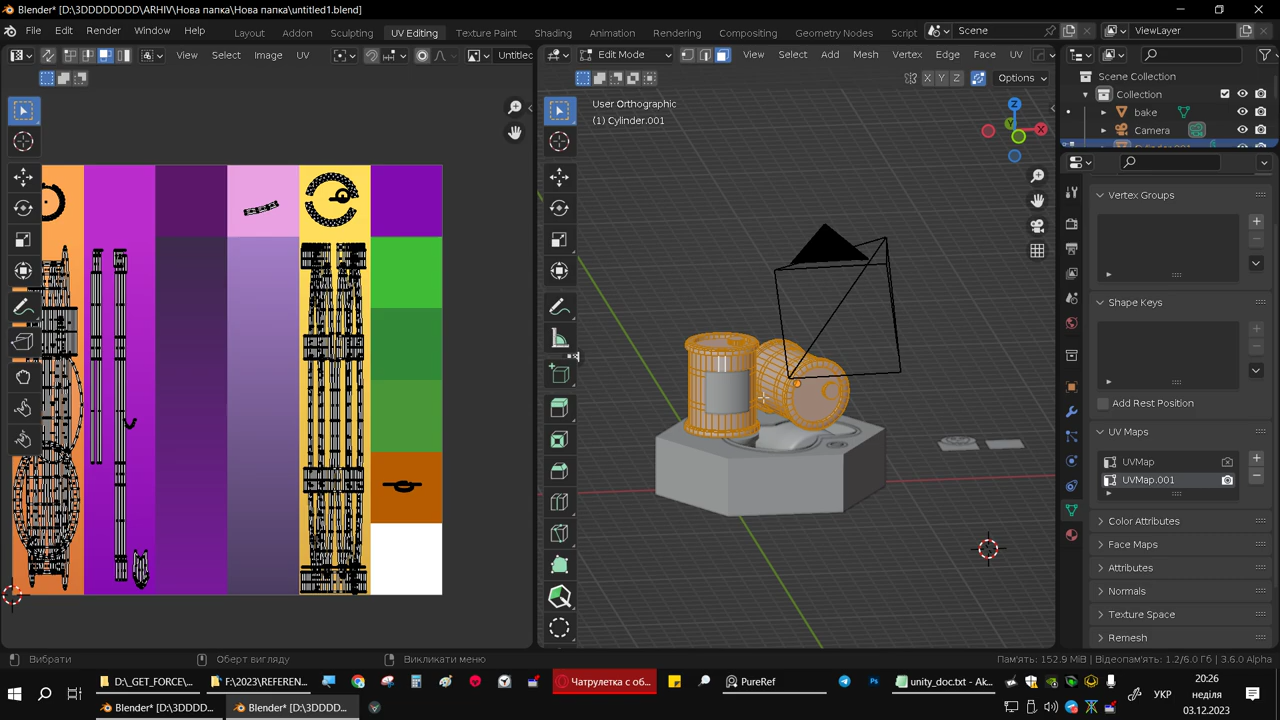 Blender* [D:\3DDDDDDDD\ARHIV\Нова папка\Нова папка\untitled1.blend]
File Edit Render Window Help Layout Addon Sculpting UV Editing Texture Paint Shading Animation Rendering Compositing Geometry Nodes Scripting Scene ViewLayer
View Select Image UV Untitled Edit Mode View Select Add Mesh Vertex Edge Face UV
X Y Z Options
Scene Collection
Collection
bake
Camera
User Orthographic
(1) Cylinder.001
Z
Y
X
Vertex Groups
Shape Keys
Add Rest Position
UV Maps
UVMap
UVMap.001
Color Attributes
Face Maps
Attributes
Normals
Texture Space
Remesh
Вибрати Оберт вигляду Викликати меню Пам'ять: 152.9 MiB | Відеопам'ять: 1.2/6.0 Гб | 3.6.0 Alpha
D:\_GET_FORCE\... F:\2023\REFEREN... Чатрулетка с об... PureRef unity_doc.txt - Ak...
Blender* [D:\3DDDD... Blender* [D:\3DDDD...
УКР
20:26
неділя
03.12.2023